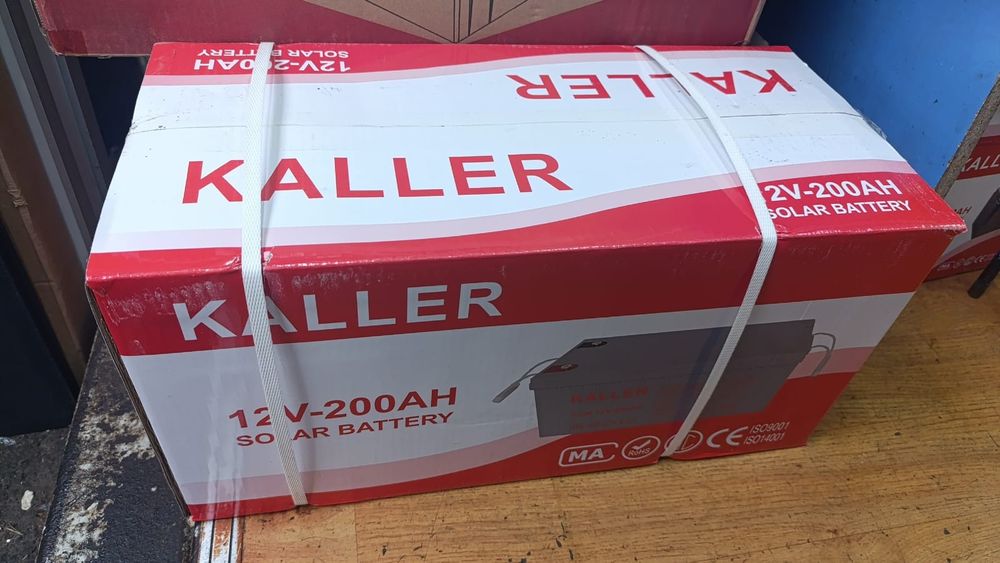 12V-200AH
SOLAR BATTERY
KALLER
KALLER
12V-200AH
SOLAR BATTERY
KALLER
12V-200AH
SOLAR BATTERY
KALLER
MA
RoHS
CE
ISO9001
ISO14001